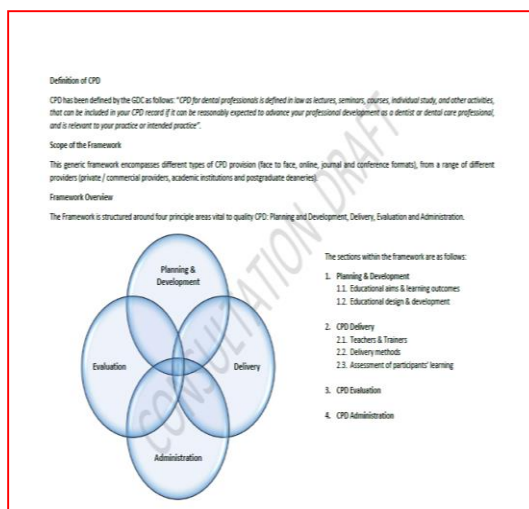 Definition of CPD
CPD has been defined by the GDC as follows: "CPD for dental professionals is defined in law as lectures, seminars, courses, individual study, and other activities,
that can be included in your CPD record if it can be reasonably expected to advance your professional development as a dentist or dental care professional,
and is relevant to your practice or intended practice".
Scope of the Framework
This generic framework encompasses different types of CPD provision (face to face, online, journal and conference formats), from a range of different
providers (private / commercial providers, academic institutions and postgraduate deaneries).
Framework Overview
The Framework is structured around four principle areas vital to quality CPD: Planning and Development, Delivery, Evaluation and Administration.
Planning &
Development
Evaluation
Delivery
Administration
The sections within the framework are as follows:
1. Planning & Development
1.1. Educational aims & learning outcomes
1.2. Educational design & development
2. CPD Delivery
2.1. Teachers & Trainers
2.2. Delivery methods
2.3. Assessment of participants' learning
3. CPD Evaluation
4. CPD Administration
CONSULTATION DRAFT